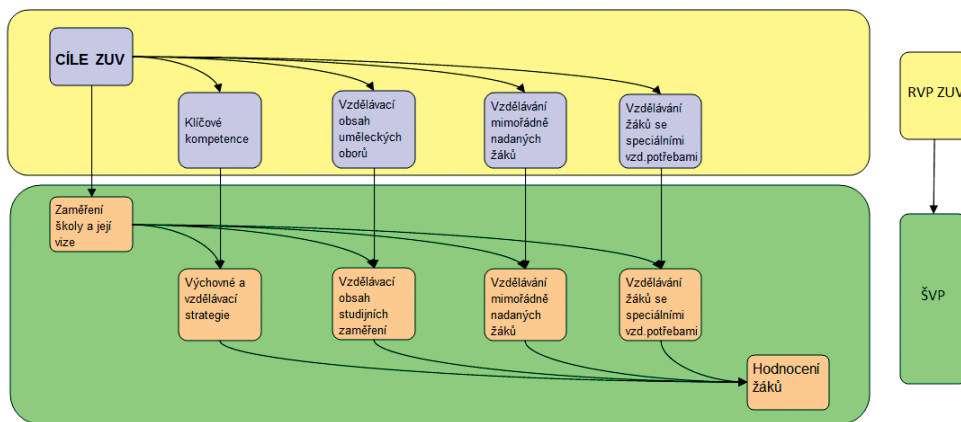 CÍLE ZUV
Klíčové
kompetence
Vzdělávací
obsah
uměleckých
oborů
Vzdělávání
mimořádně
nadaných
žáků
Vzdělávání
žáků se
speciálními
vzd.potřebami
RVP ZUV
Zaměření
školy a její
vize
Výchovné a
vzdělávací
strategie
Vzdělávací
obsah
studijních
zaměření
Vzdělávání
mimořádně
nadaných
žáků
Vzdělávání
žáků se
speciálními
vzd.potřebami
ŠVP
Hodnocení
žáků